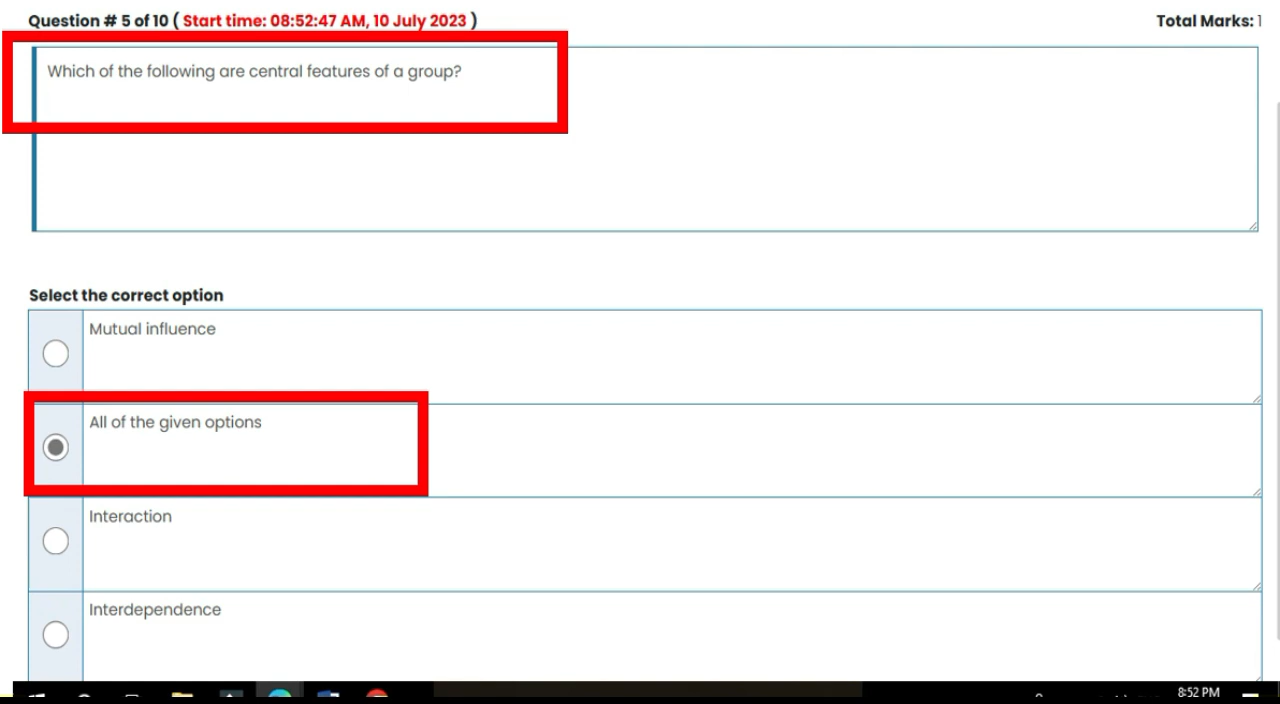 Question # 5 of 10 ( Start time: 08:52:47 AM, 10 July 2023 )
Total Marks: 1
Which of the following are central features of a group?
Select the correct option
Mutual influence
All of the given options
Interaction
Interdependence
8:52 PM